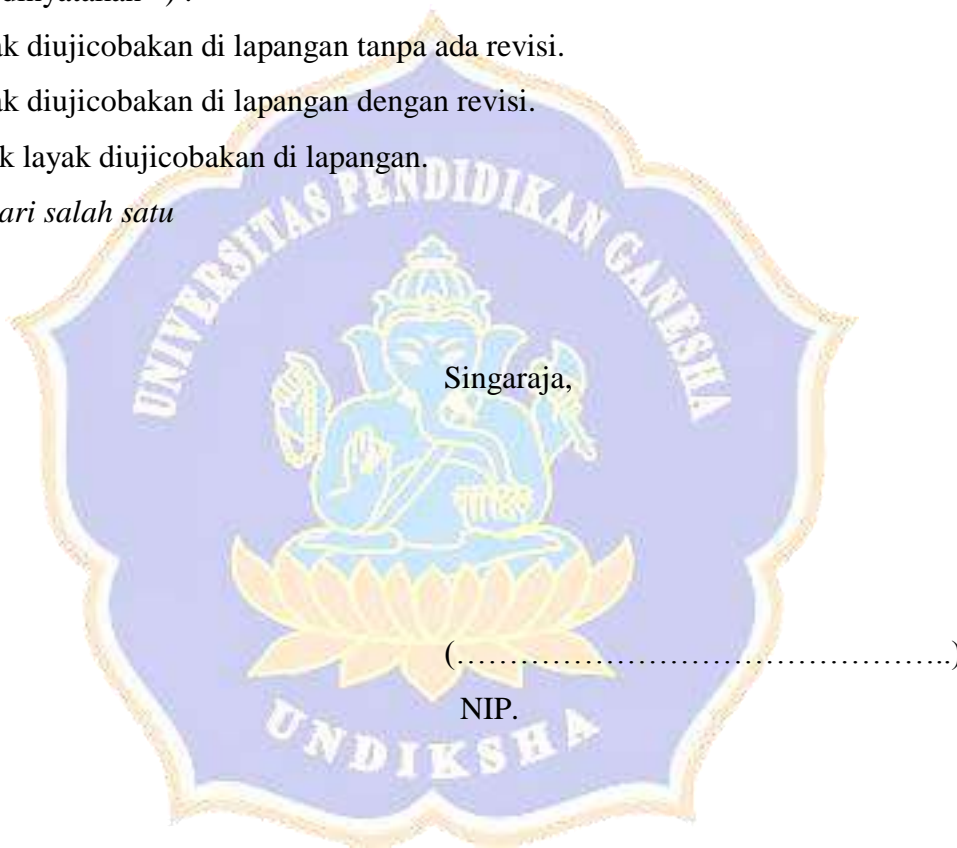 dinyatakan *) :
ak diujicobakan di lapangan tanpa ada revisi.
ak diujicobakan di lapangan dengan revisi.
k layak diujicobakan di lapangan.
ari salah satu
UNIVERSITAS PENDIDIKAN GANESHA
Singaraja,
(…………………………………………..)
NIP.
UNDIKSHA